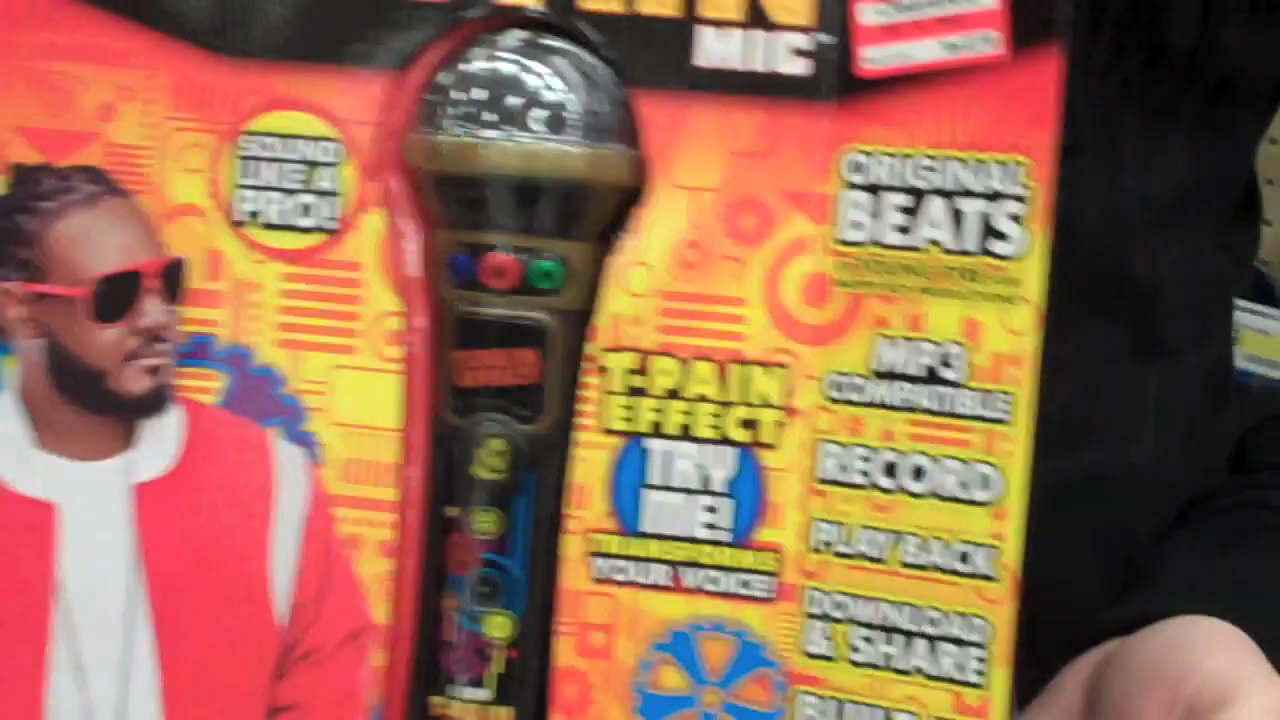 MIC
SOUND
LIKE A
PRO!
ORIGINAL
BEATS
MP3
COMPATIBLE
T-PAIN
EFFECT
TRY
ME!
TRANSFORMS
YOUR VOICE!
RECORD
PLAY BACK
DOWNLOAD
& SHARE